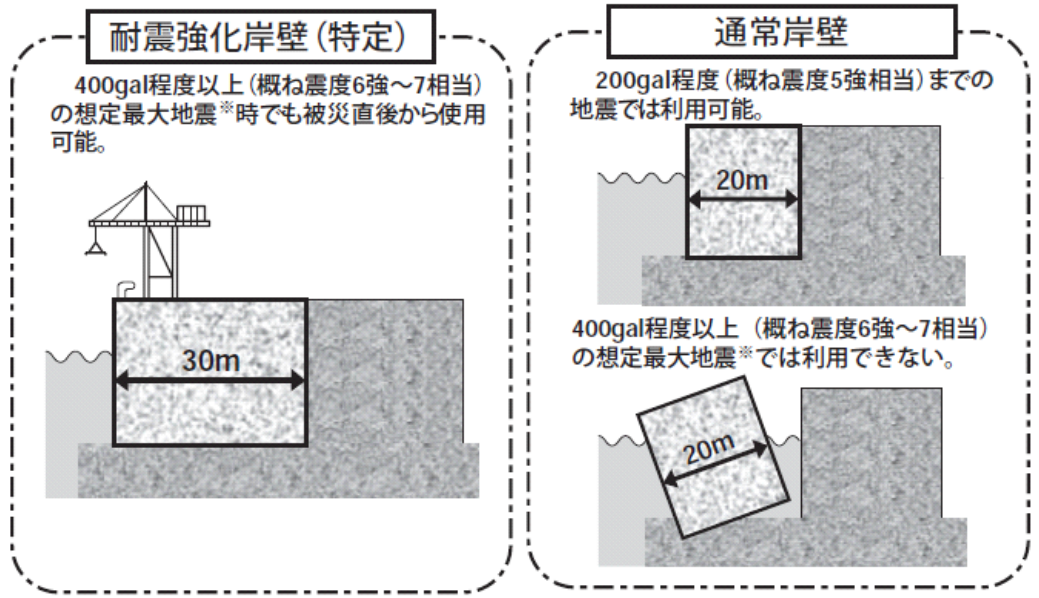 耐震強化岸壁(特定)
400gal程度以上(概ね震度6強～7相当)
の想定最大地震※時でも被災直後から使用
可能。
30m
通常岸壁
200gal程度(概ね震度5強相当)までの
地震では利用可能。
20m
400gal程度以上(概ね震度6強～7相当)
の想定最大地震※では利用できない。
20m